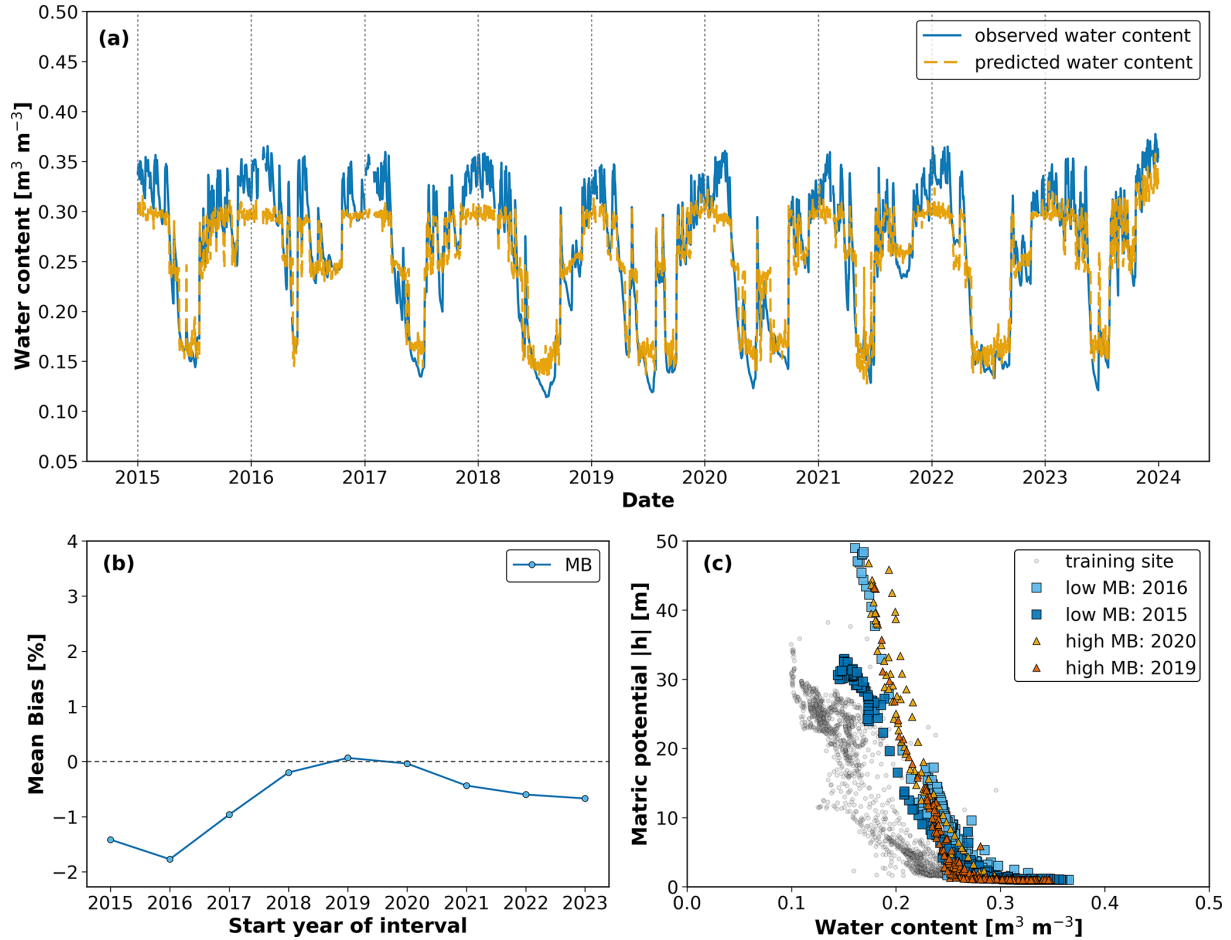 (a)
observed water content
predicted water content
Water content [m³ m⁻³]
0.50
0.45
0.40
0.35
0.30
0.25
0.20
0.15
0.10
0.05
2015 2016 2017 2018 2019 2020 2021 2022 2023 2024
Date
(b)
MB
Mean Bias [%]
4
3
2
1
0
−1
−2
2015 2016 2017 2018 2019 2020 2021 2022 2023
Start year of interval
(c)
training site
low MB: 2016
low MB: 2015
high MB: 2020
high MB: 2019
Matric potential |h| [m]
50
40
30
20
10
0
0.0 0.1 0.2 0.3 0.4 0.5
Water content [m³ m⁻³]